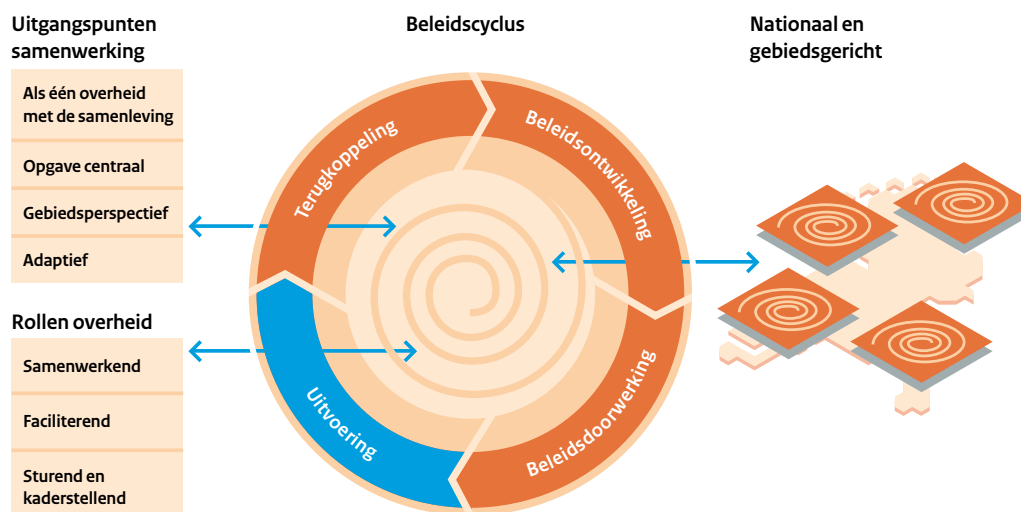 Uitgangspunten
samenwerking
Als één overheid
met de samenleving
Opgave centraal
Gebiedsperspectief
Adaptief
Rollen overheid
Samenwerkend
Faciliterend
Sturend en
kaderstellend
Beleidscyclus
Terugkoppeling
Beleidsontwikkeling
Uitvoering
Beleidsdoorwerking
Nationaal en
gebiedsgericht